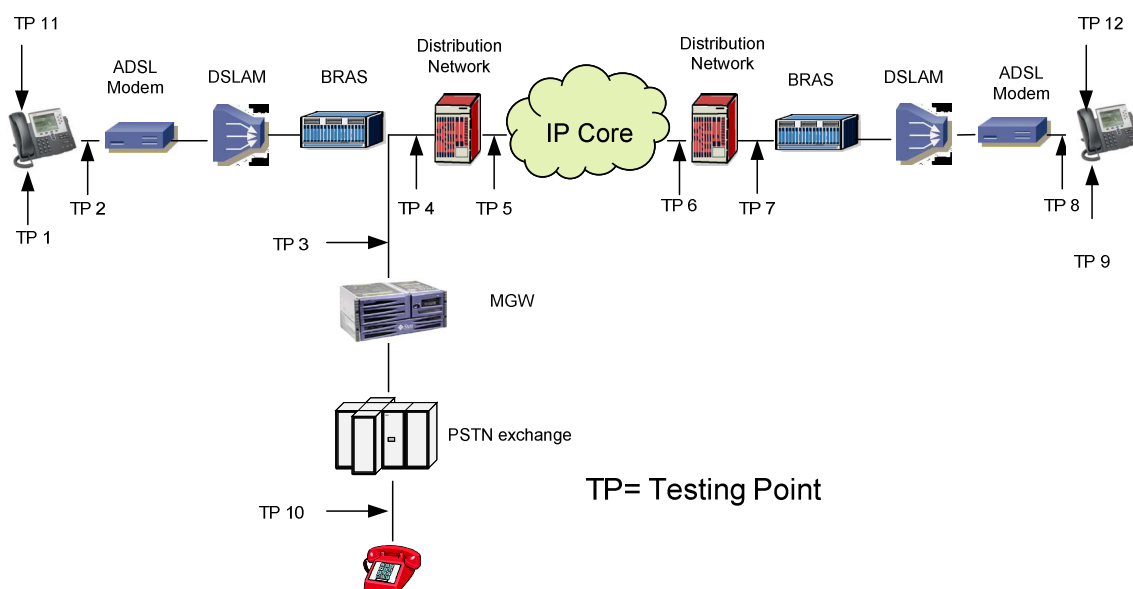 TP 11
TP 12
Distribution
Network
Distribution
Network
ADSL
Modem
DSLAM
BRAS
BRAS
DSLAM
ADSL
Modem
IP Core
TP 2
TP 4
TP 5
TP 6
TP 7
TP 8
TP 1
TP 3
TP 9
MGW
PSTN exchange
TP= Testing Point
TP 10